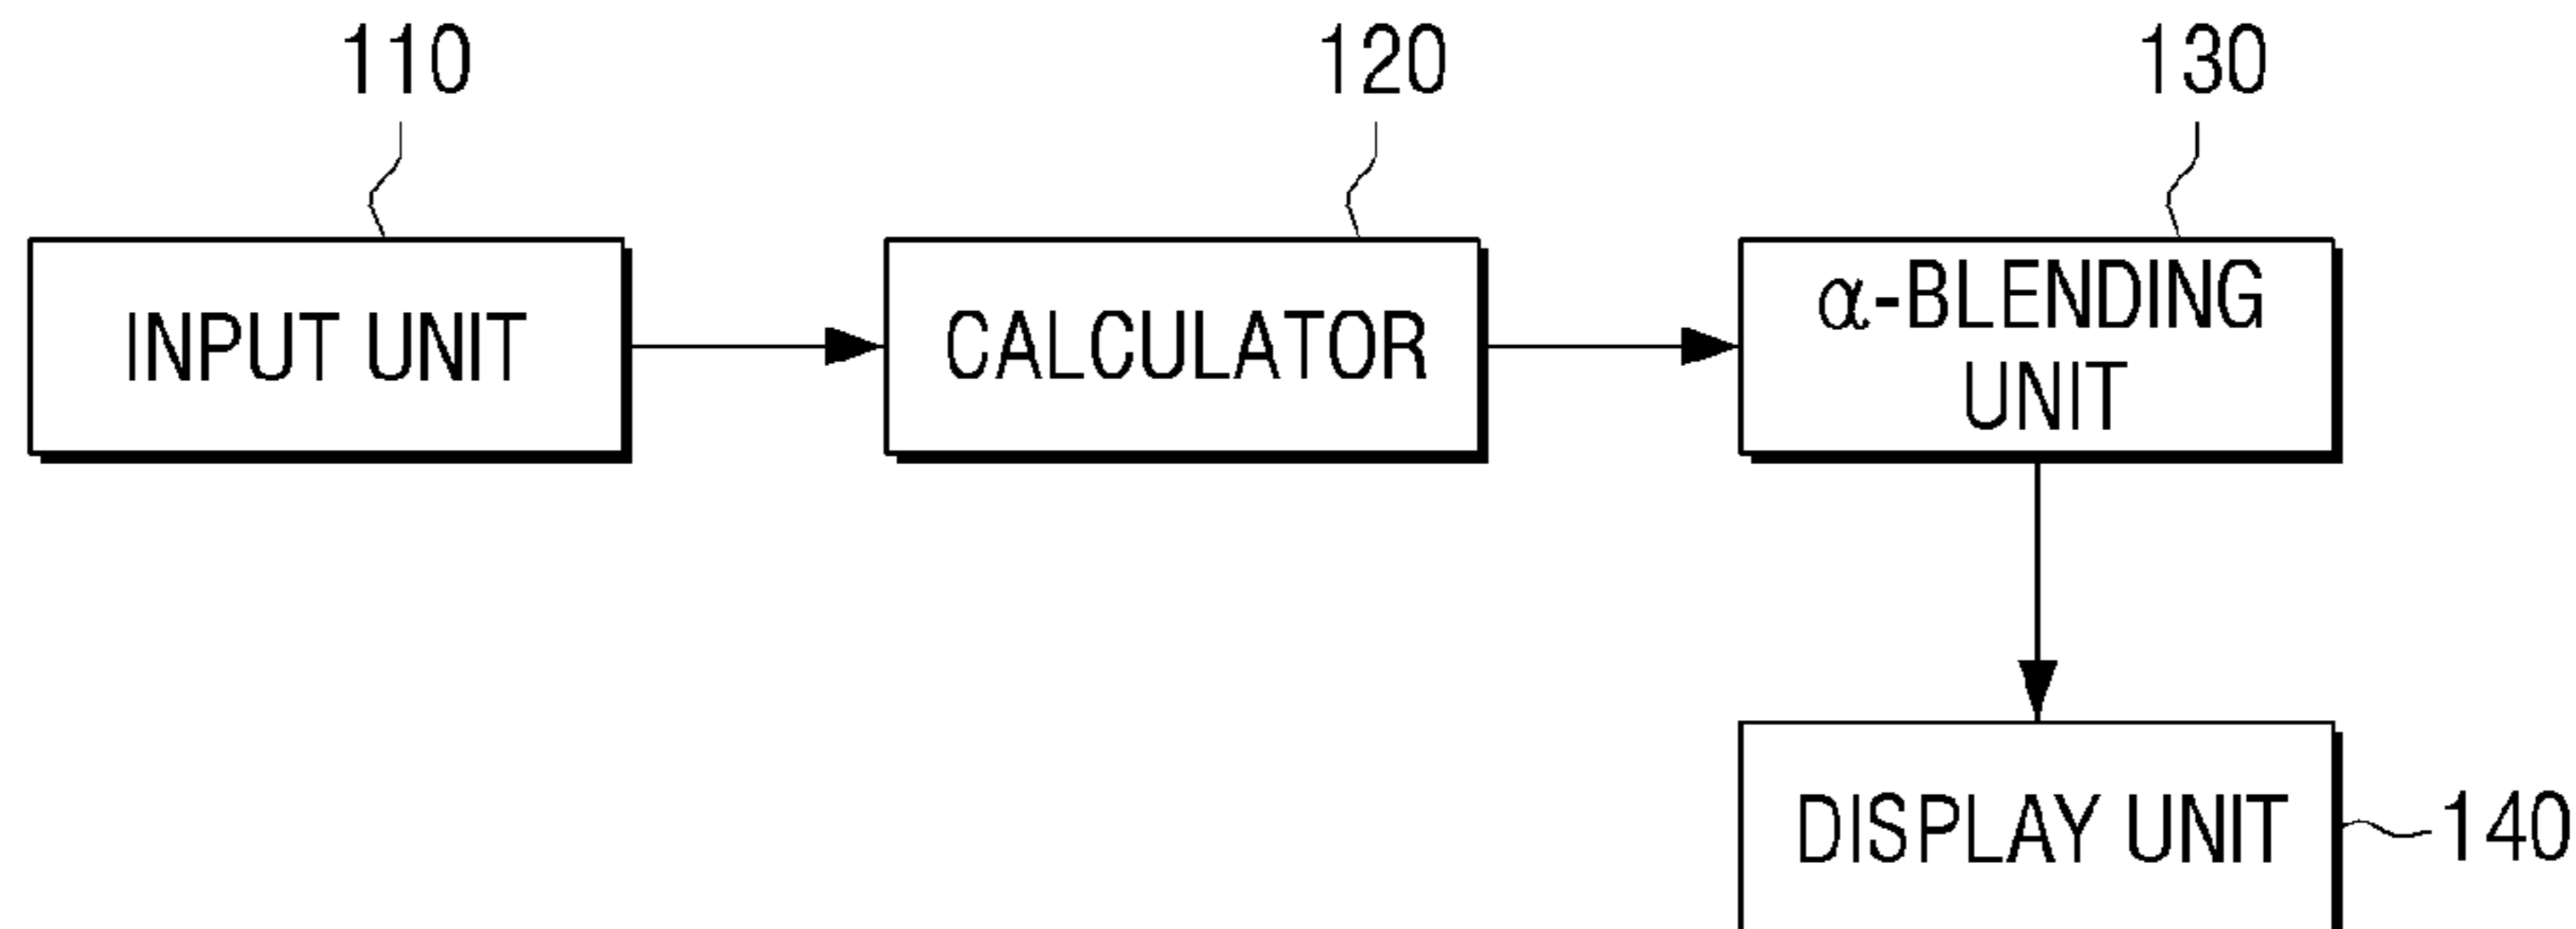 110
120
130
INPUT UNIT
CALCULATOR
α-BLENDING
UNIT
DISPLAY UNIT
140